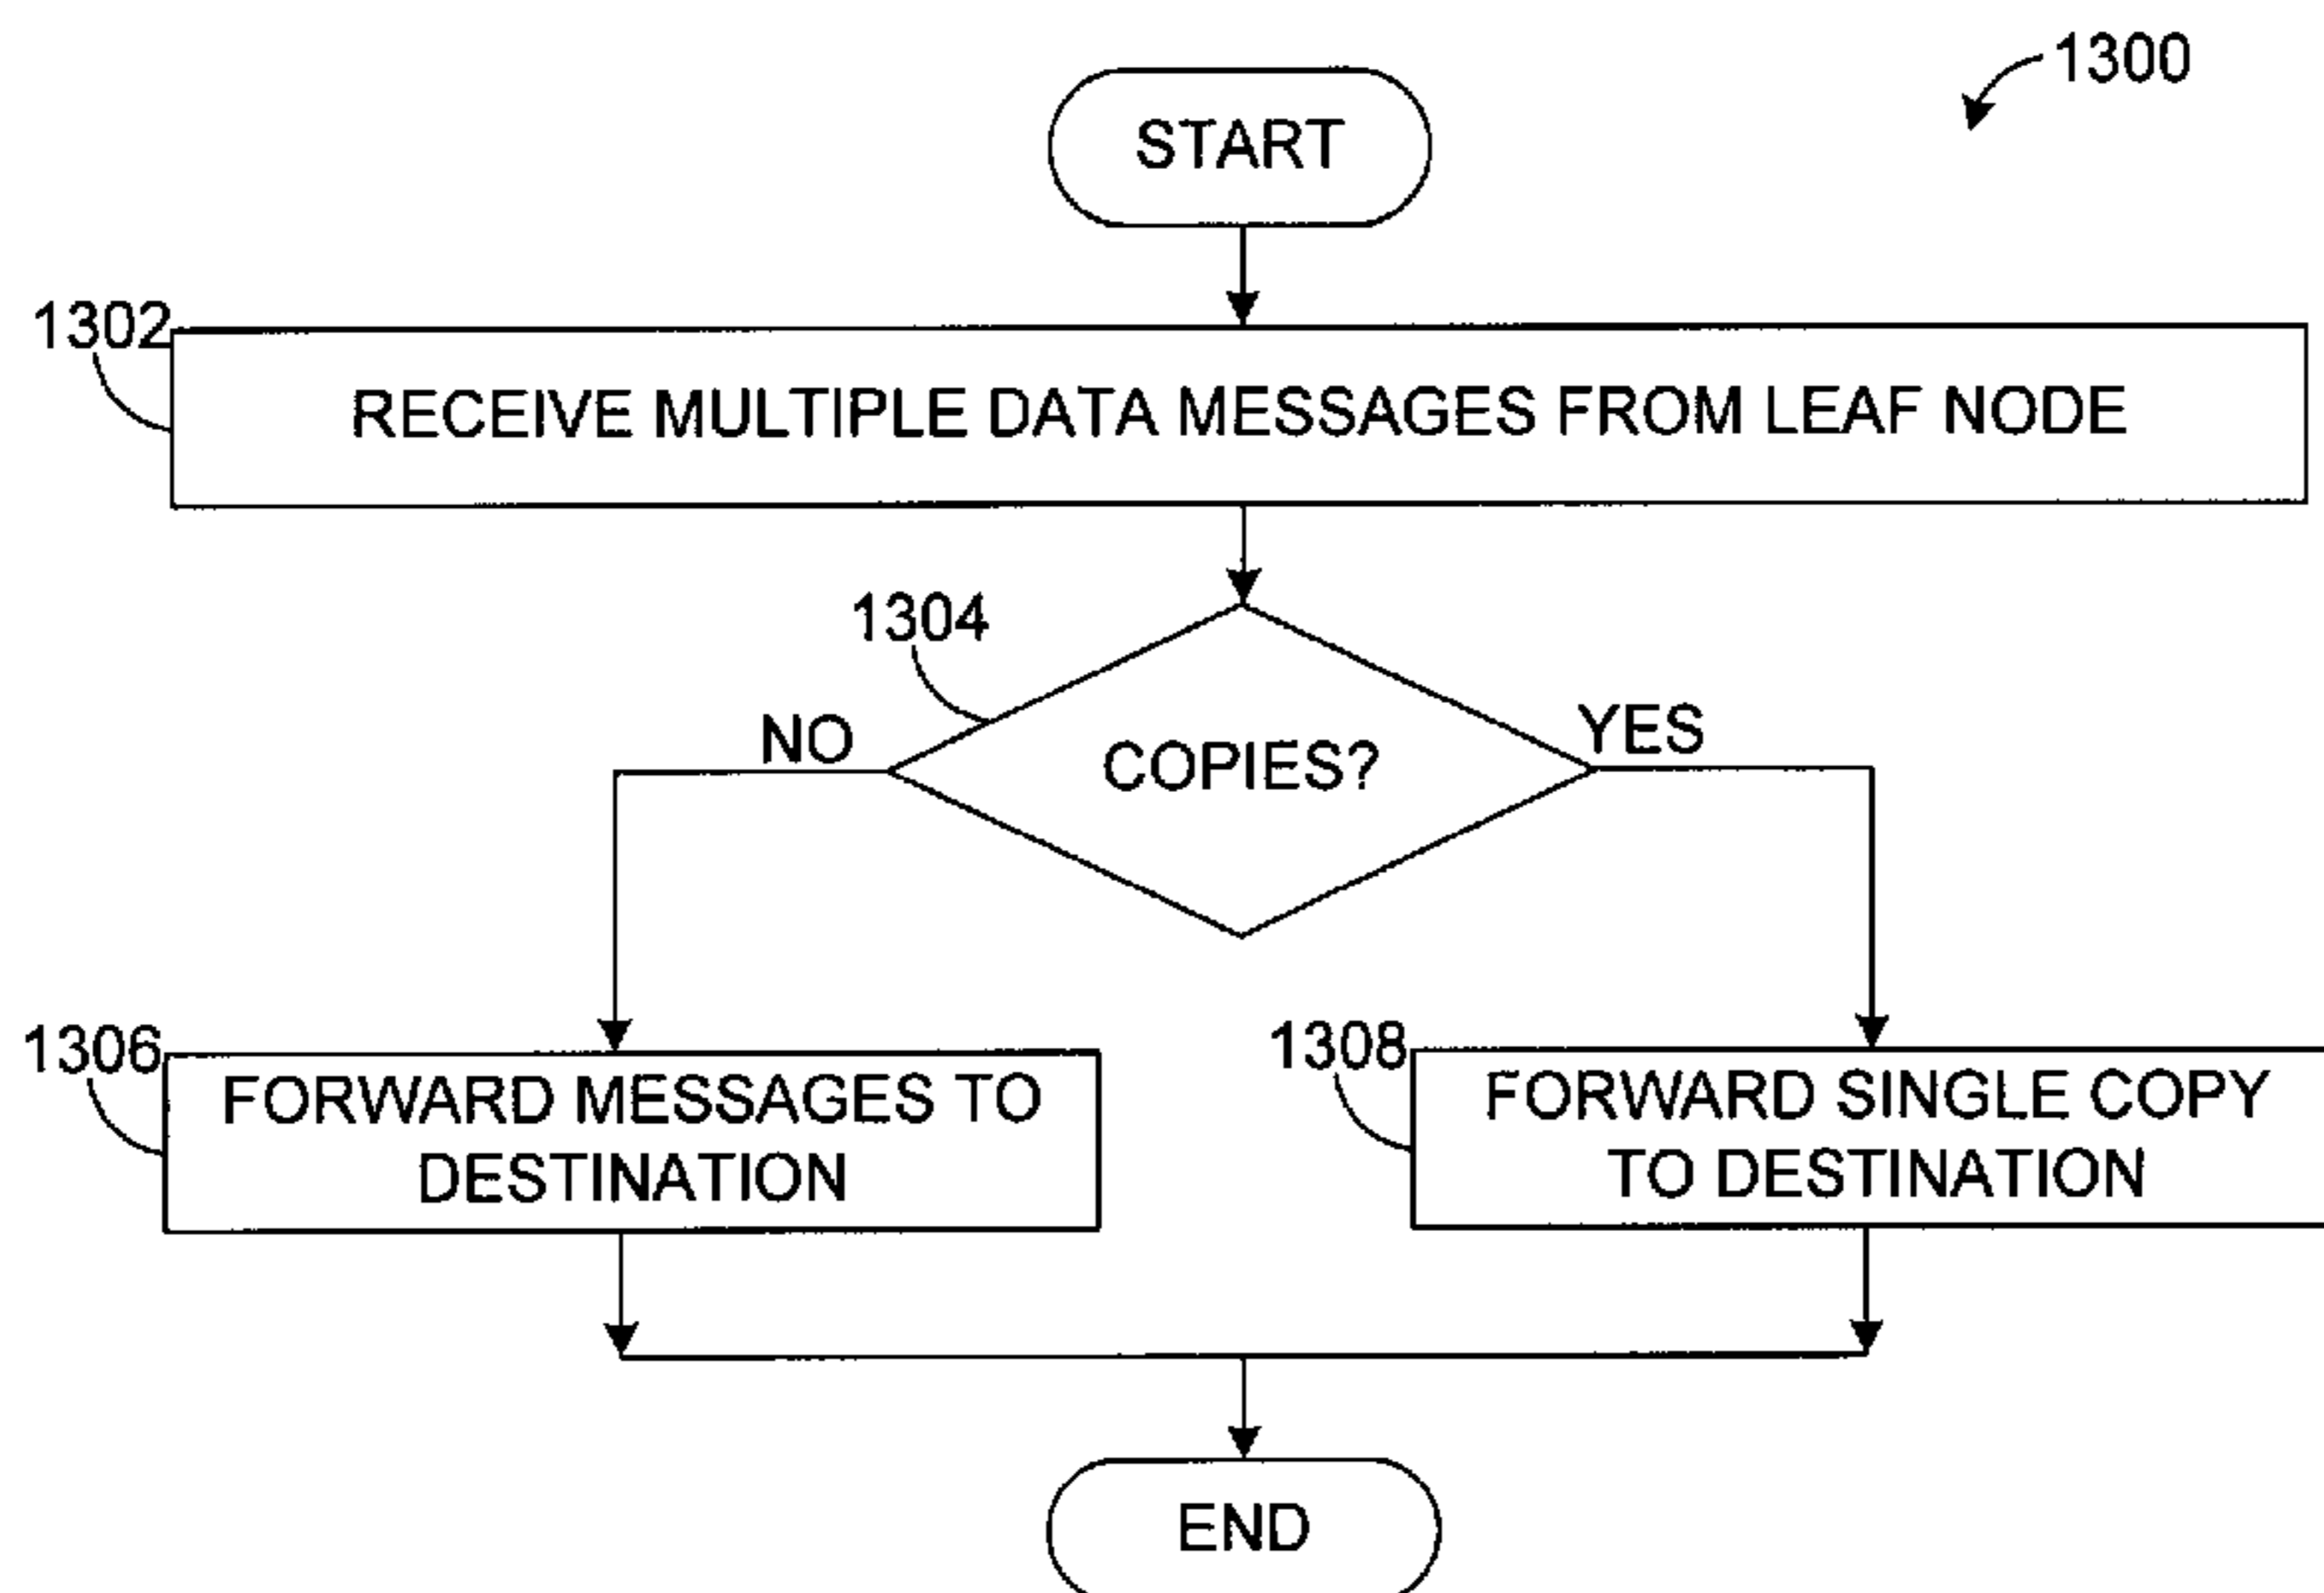 1300
START
1302
RECEIVE MULTIPLE DATA MESSAGES FROM LEAF NODE
1304
NO
COPIES?
YES
1306
FORWARD MESSAGES TO
DESTINATION
1308
FORWARD SINGLE COPY
TO DESTINATION
END